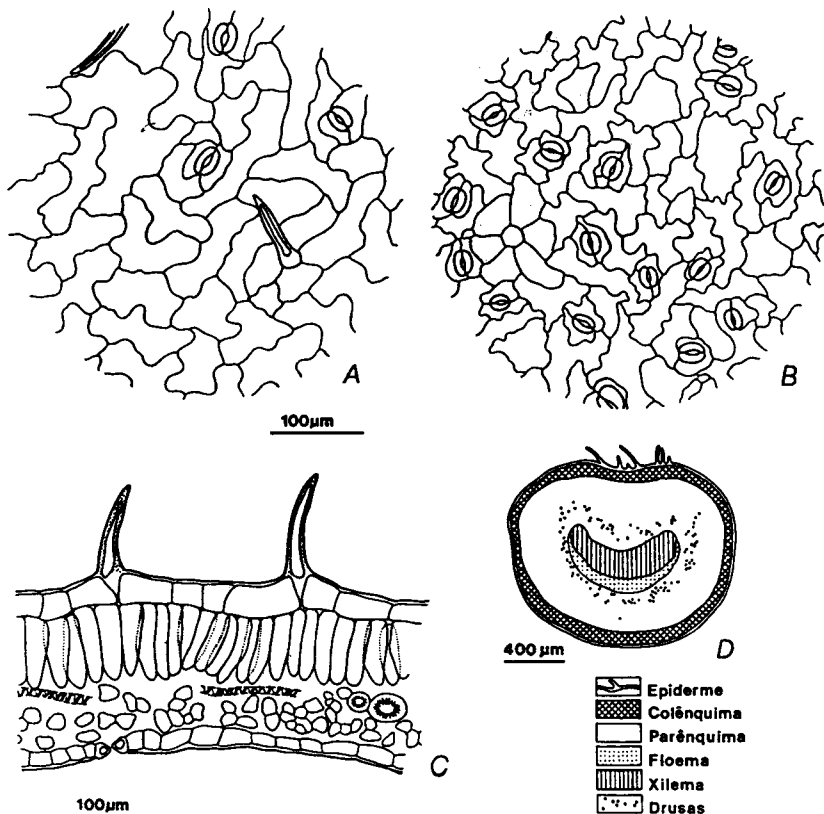 A
B
100µm
C
100µm
D
400 µm
Epiderme
Colênquima
Parênquima
Floema
Xilema
Drusas